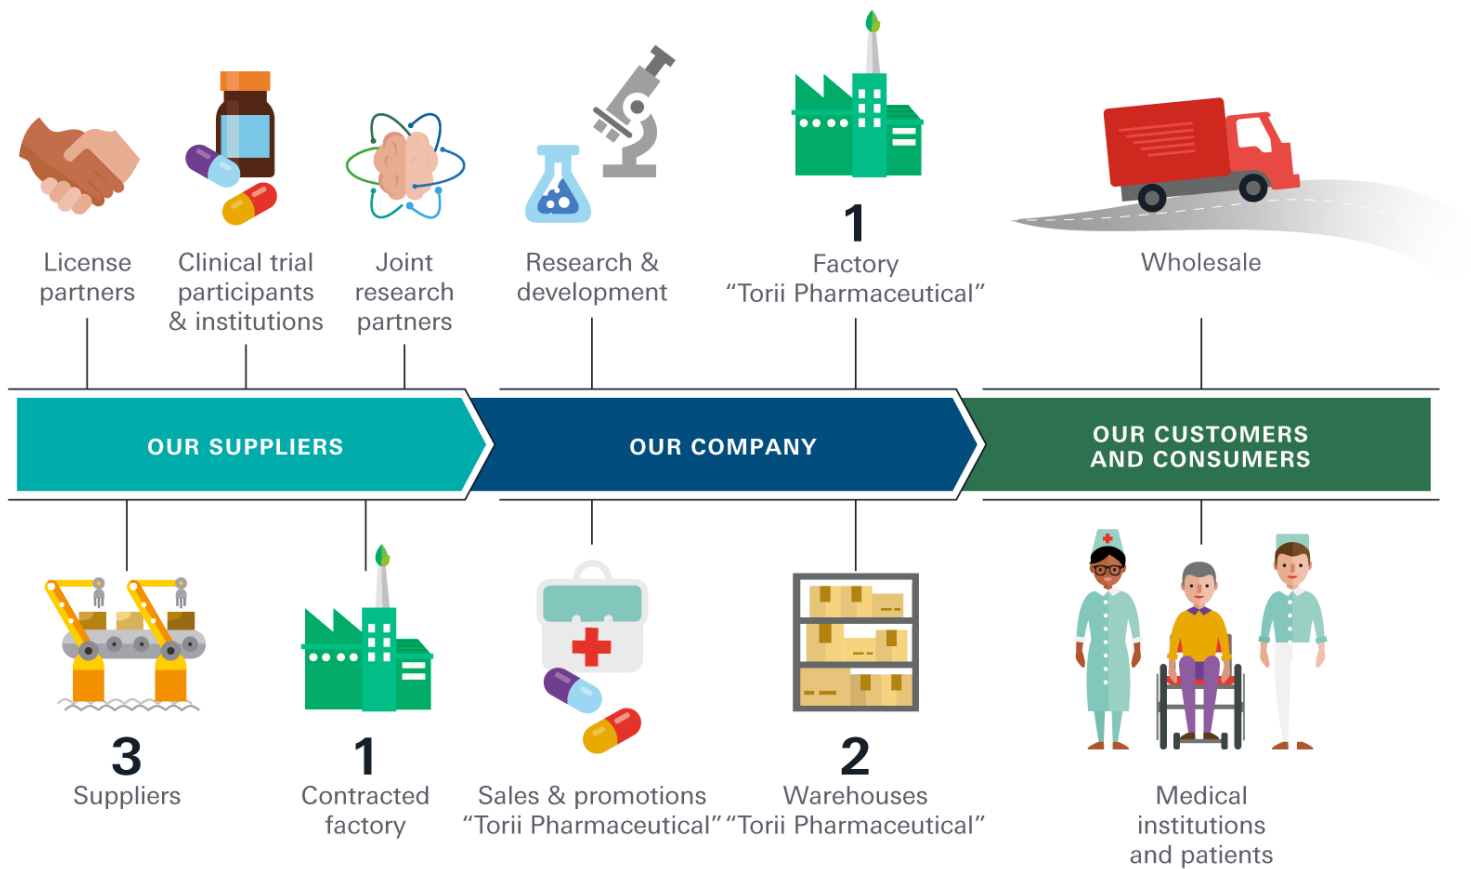 License
partners
Clinical trial
participants
& institutions
Joint
research
partners
Research &
development
1
Factory
“Torii Pharmaceutical”
Wholesale
OUR SUPPLIERS
OUR COMPANY
OUR CUSTOMERS
AND CONSUMERS
3
Suppliers
1
Contracted
factory
Sales & promotions
“Torii Pharmaceutical”
2
Warehouses
“Torii Pharmaceutical”
Medical
institutions
and patients